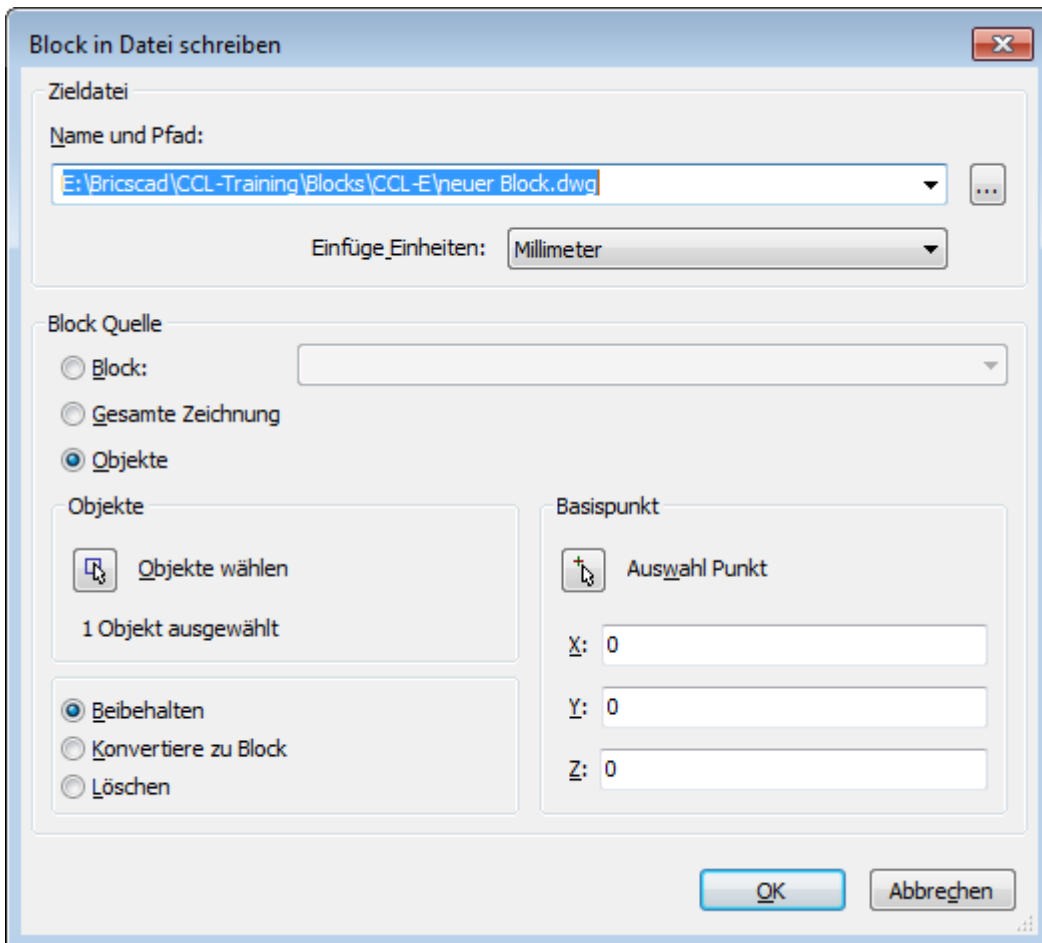 Block in Datei schreiben
Zieldatei
Name und Pfad:
E:\Bricscad\CCL-Training\Blocks\CCL-E\neuer Block.dwg
...
Einfüge Einheiten: Millimeter
Block Quelle
Block:
Gesamte Zeichnung
Objekte
Objekte
Objekte wählen
1 Objekt ausgewählt
Beibehalten
Konvertiere zu Block
Löschen
Basispunkt
Auswahl Punkt
X: 0
Y: 0
Z: 0
OK Abbrechen